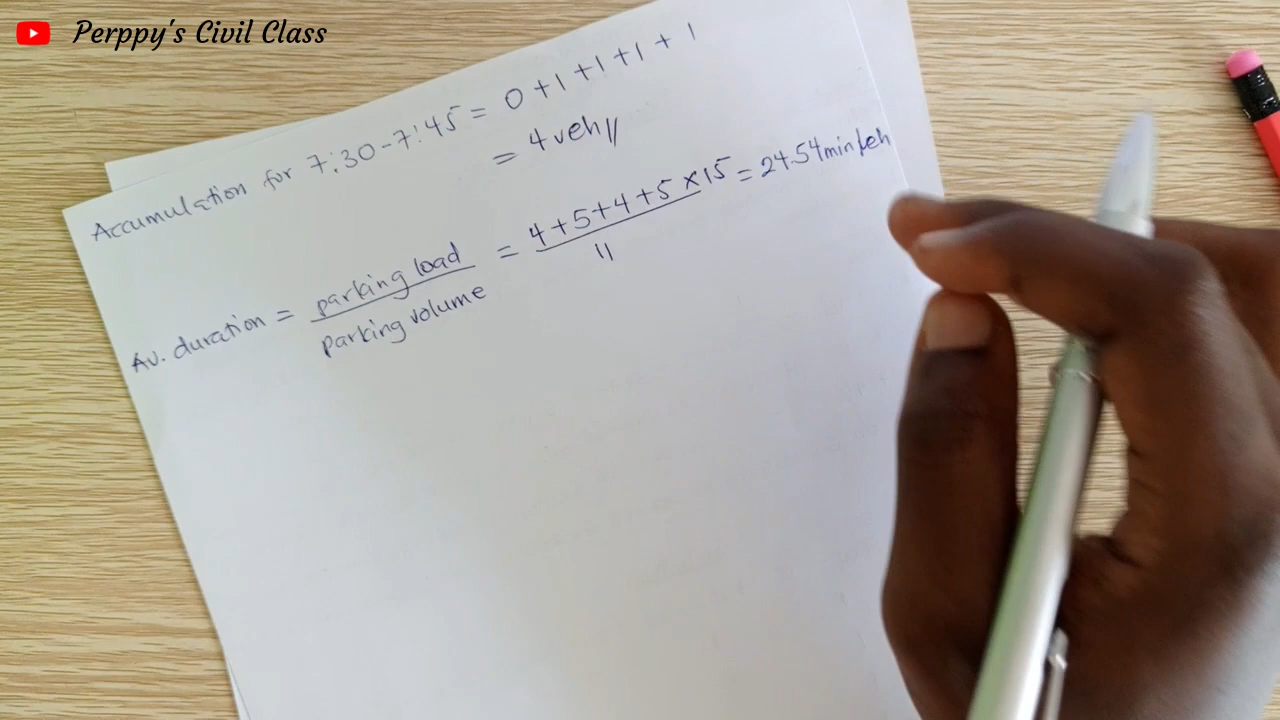 Perppy's Civil Class
Accumulation for 7:30-7:45 = 0+1+1+1+1
= 4veh//
Av. duration = parking load / parking volume = 4+5+4+5 x15 / 11 = 24.54min/veh